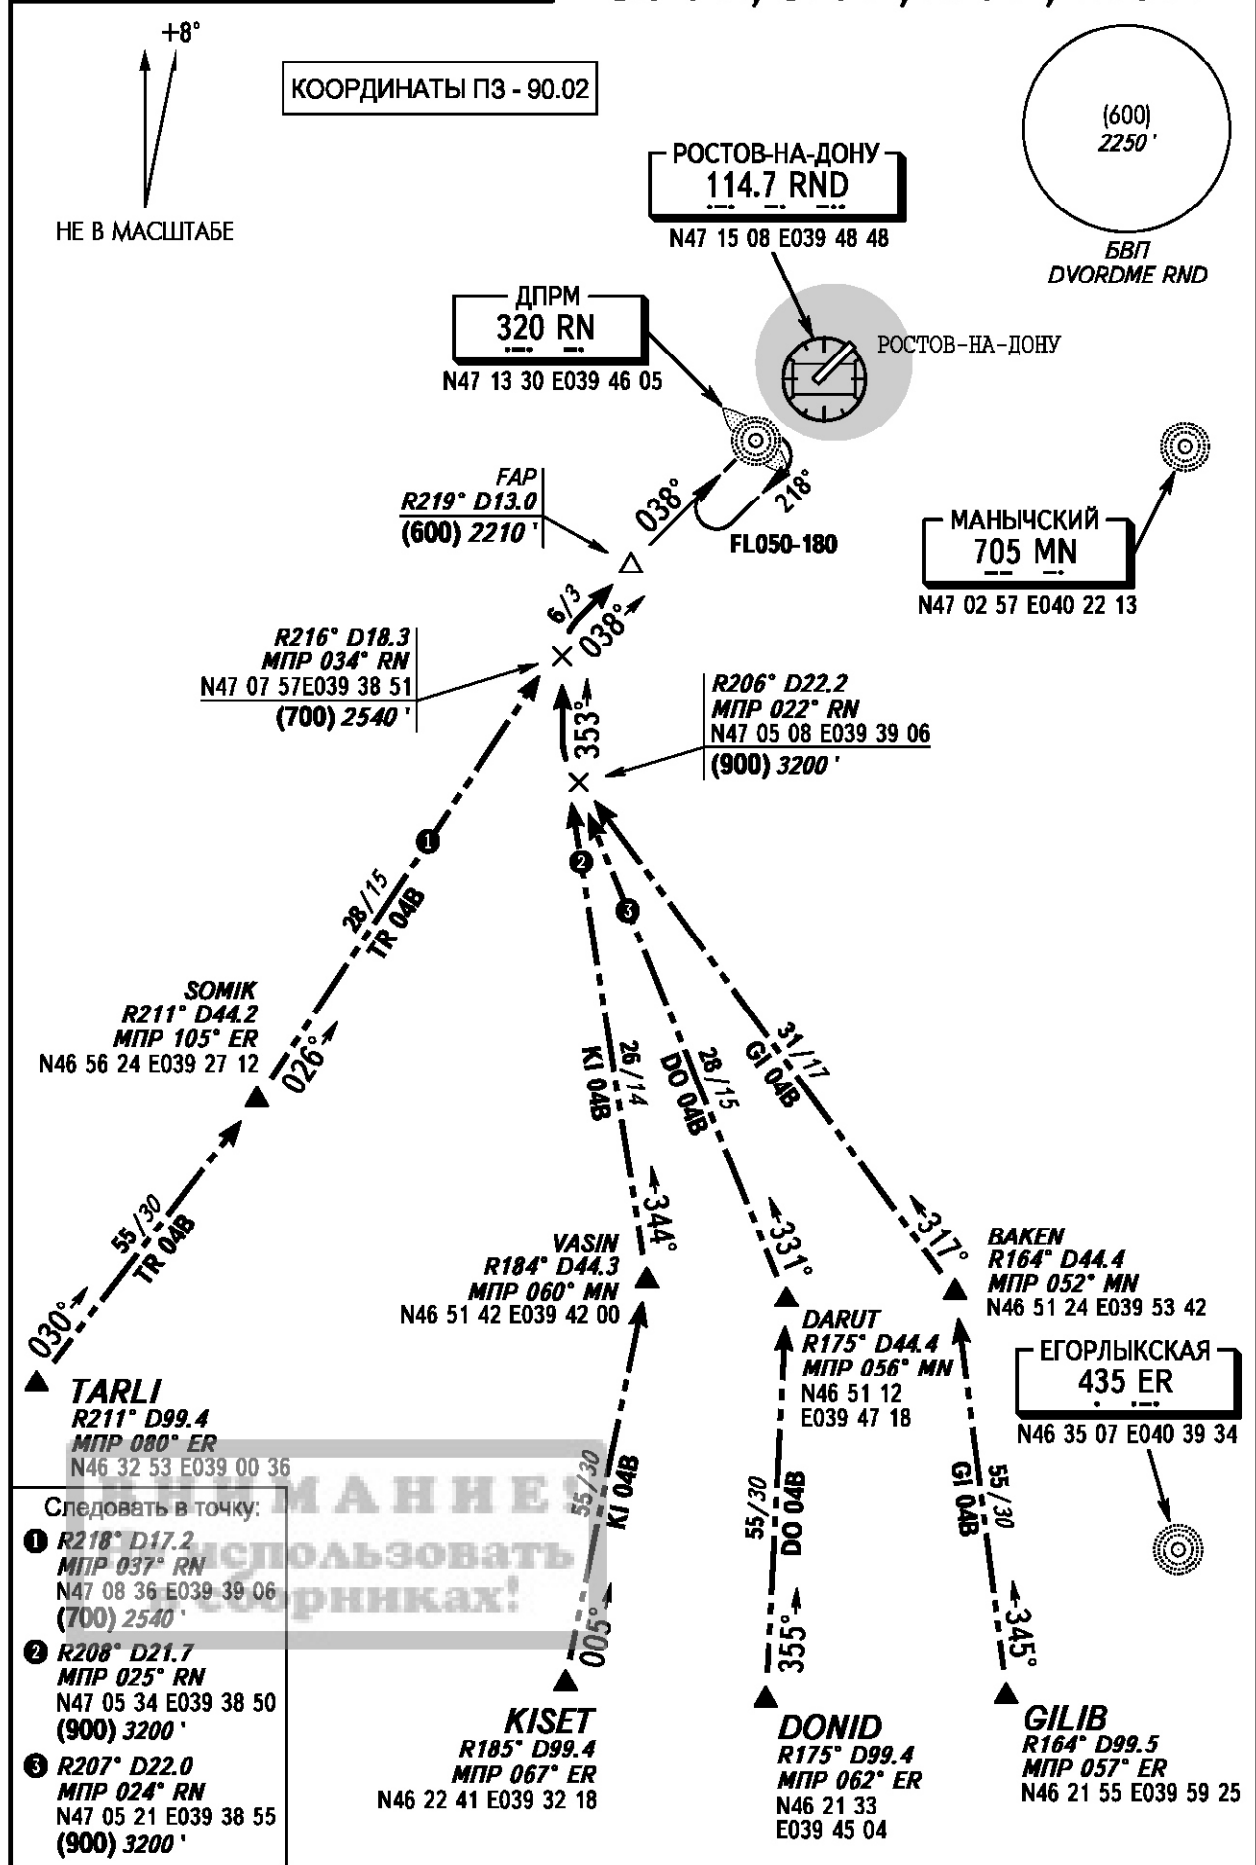 +8°
КООРДИНАТЫ ПЗ - 90.02
НЕ В МАСШТАБЕ
(600)
2250 '
БВП
DVORDME RND
РОСТОВ-НА-ДОНУ
114.7 RND
N47 15 08 E039 48 48
ДПРМ
320 RN
N47 13 30 E039 46 05
РОСТОВ-НА-ДОНУ
FAP
R219° D13.0
(600) 2210 '
038°
218°
FL050-180
МАНЫЧСКИЙ
705 MN
N47 02 57 E040 22 13
6/3
038°
R216° D18.3
МПР 034° RN
N47 07 57E039 38 51
(700) 2540 '
353°
R206° D22.2
МПР 022° RN
N47 05 08 E039 39 06
(900) 3200 '
1
2
3
28/15
TR 04B
SOMIK
R211° D44.2
МПР 105° ER
N46 56 24 E039 27 12
026°
26/14
KI 04B
28/15
DO 04B
31/17
GI 04B
55/30
TR 04B
030°
344°
331°
317°
VASIN
R184° D44.3
МПР 060° MN
N46 51 42 E039 42 00
BAKEN
R164° D44.4
МПР 052° MN
N46 51 24 E039 53 42
DARUT
R175° D44.4
МПР 056° MN
N46 51 12
E039 47 18
ЕГОРЛЫКСКАЯ
435 ER
N46 35 07 E040 39 34
TARLI
R211° D99.4
МПР 080° ER
N46 32 53 E039 00 36
ВНИМАНИЕ!
Не использовать
в сборниках!
55/30
KI 04B
55/30
DO 04B
55/30
GI 04B
005°
355°
345°
Следовать в точку:
1 R218° D17.2
МПР 037° RN
N47 08 36 E039 39 06
(700) 2540 '
2 R208° D21.7
МПР 025° RN
N47 05 34 E039 38 50
(900) 3200 '
3 R207° D22.0
МПР 024° RN
N47 05 21 E039 38 55
(900) 3200 '
KISET
R185° D99.4
МПР 067° ER
N46 22 41 E039 32 18
DONID
R175° D99.4
МПР 062° ER
N46 21 33
E039 45 04
GILIB
R164° D99.5
МПР 057° ER
N46 21 55 E039 59 25